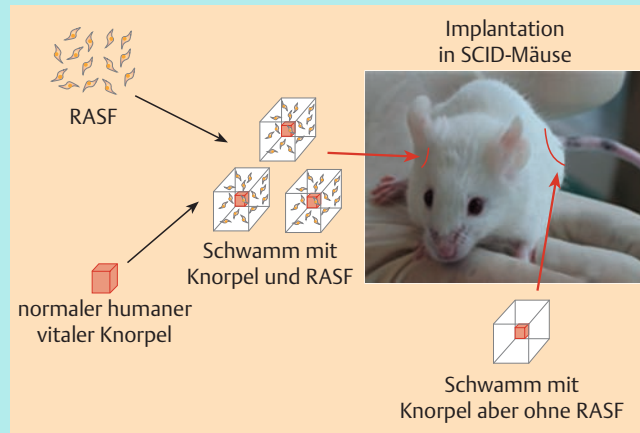 Implantation
in SCID-Mäuse
RASF
Schwamm mit
Knorpel und RASF
normaler humaner
vitaler Knorpel
Schwamm mit
Knorpel aber ohne RASF